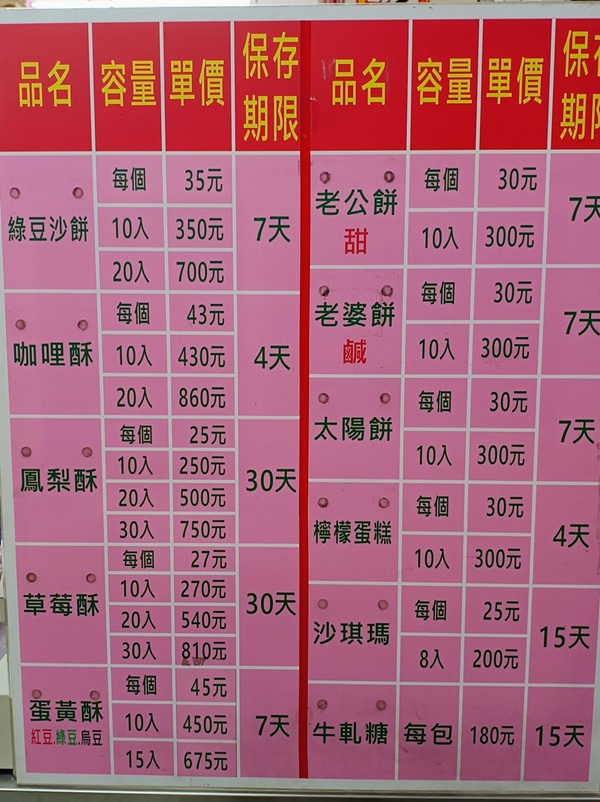 品名 容量 單價 保存期限
綠豆沙餅 每個 35元 7天
10入 350元
20入 700元
咖哩酥 每個 43元 4天
10入 430元
20入 860元
鳳梨酥 每個 25元 30天
10入 250元
20入 500元
30入 750元
草莓酥 每個 27元 30天
10入 270元
20入 540元
30入 810元
蛋黃酥 每個 45元 7天
紅豆.綠豆.烏豆 10入 450元
15入 675元
品名 容量 單價 保存期限
老公餅 每個 30元 7天
甜 10入 300元
老婆餅 每個 30元 7天
鹹 10入 300元
太陽餅 每個 30元 7天
10入 300元
檸檬蛋糕 每個 30元 4天
10入 300元
沙琪瑪 每個 25元 15天
8入 200元
牛軋糖 每包 180元 15天